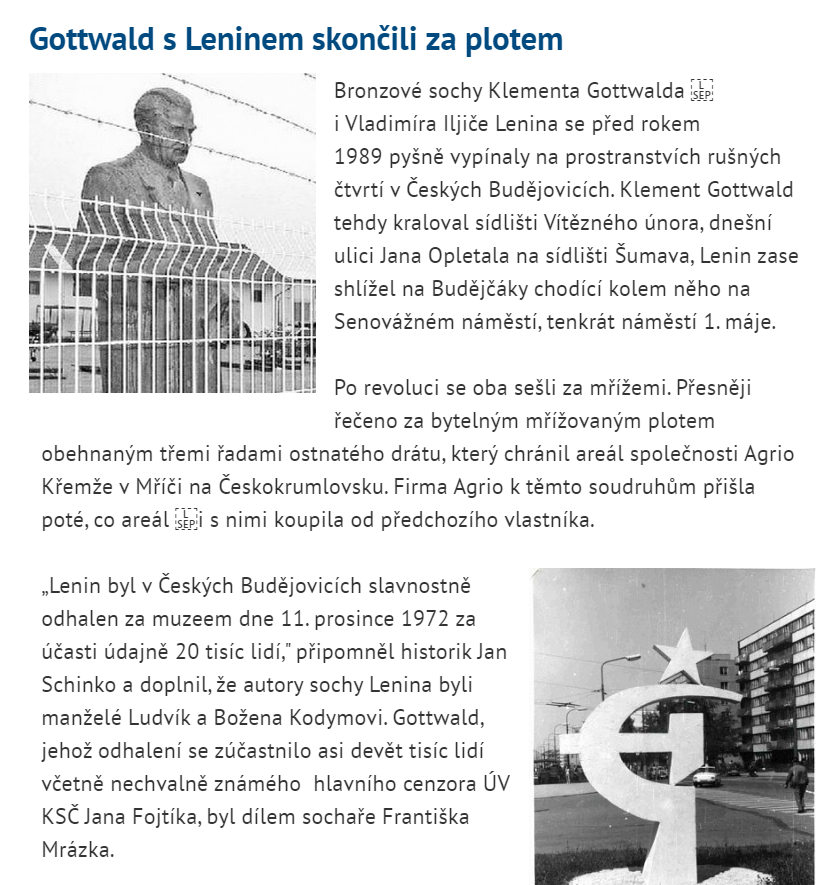 Gottwald s Leninem skončili za plotem
Bronzové sochy Klementa Gottwalda L SEP
i Vladimíra Iljiče Lenina se před rokem
1989 pyšně vypínaly na prostranstvích rušných
čtvrtí v Českých Budějovicích. Klement Gottwald
tehdy kraloval sídlišti Vítězného února, dnešní
ulici Jana Opletala na sídlišti Šumava, Lenin zase
shlížel na Budějčáky chodící kolem něho na
Senovážném náměstí, tenkrát náměstí 1. máje.
Po revoluci se oba sešli za mřížemi. Přesněji
řečeno za bytelným mřížovaným plotem
obehnaným třemi řadami ostnatého drátu, který chránil areál společnosti Agrio
Křemže v Mříči na Českokrumlovsku. Firma Agrio k těmto soudruhům přišla
poté, co areál L SEP i s nimi koupila od předchozího vlastníka.
„Lenin byl v Českých Budějovicích slavnostně
odhalen za muzeem dne 11. prosince 1972 za
účasti údajně 20 tisíc lidí," připomněl historik Jan
Schinko a doplnil, že autory sochy Lenina byli
manželé Ludvík a Božena Kodymovi. Gottwald,
jehož odhalení se zúčastnilo asi devět tisíc lidí
včetně nechvalně známého  hlavního cenzora ÚV
KSČ Jana Fojtíka, byl dílem sochaře Františka
Mrázka.